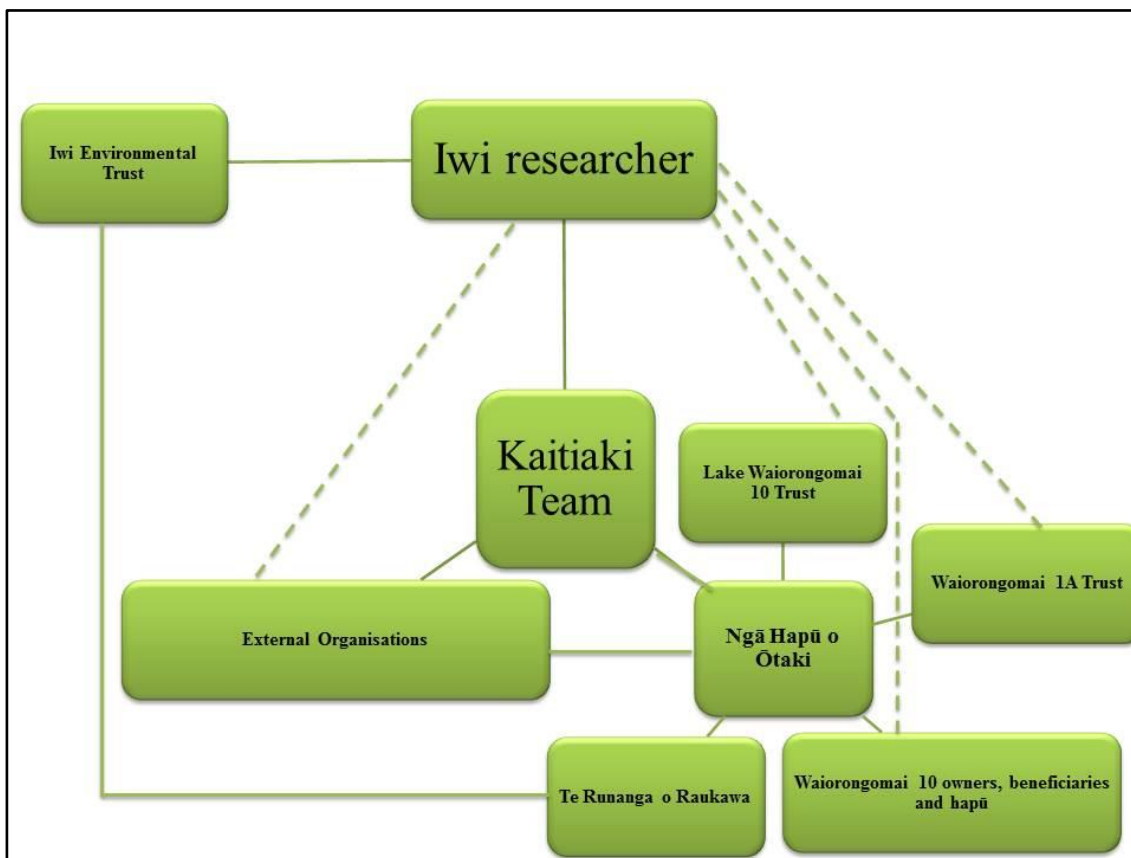 Iwi Environmental
Trust
Iwi researcher
Kaitiaki
Team
Lake Waiorongomai
10 Trust
Waiorongomai 1A Trust
External Organisations
Ngā Hapū o
Ōtaki
Te Runanga o Raukawa
Waiorongomai 10 owners, beneficiaries
and hapū